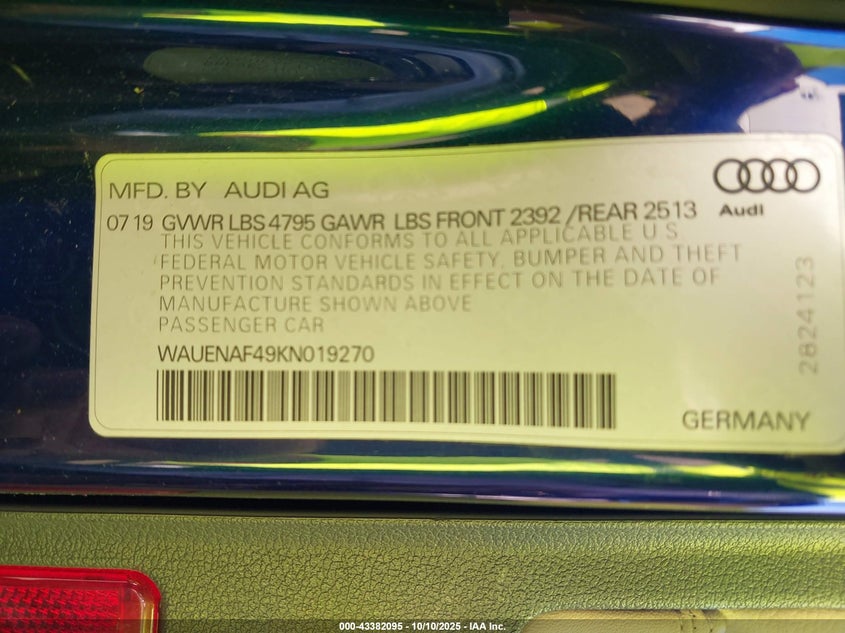 MFD. BY AUDI AG
Audi
07 19 GVWR LBS 4795 GAWR LBS FRONT 2392 /REAR 2513
THIS VEHICLE CONFORMS TO ALL APPLICABLE U S
FEDERAL MOTOR VEHICLE SAFETY, BUMPER AND THEFT
PREVENTION STANDARDS IN EFFECT ON THE DATE OF
MANUFACTURE SHOWN ABOVE
PASSENGER CAR
WAUENAF49KN019270
GERMANY
2824123
000-43382095 - 10/10/2025 - IAA Inc.